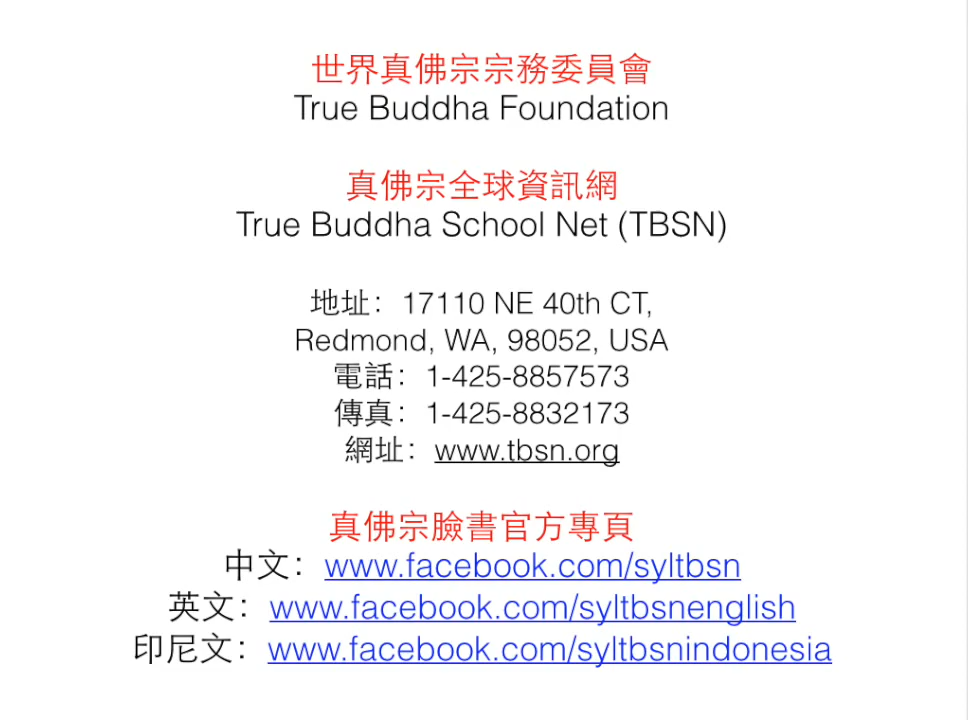 世界真佛宗宗務委員會
True Buddha Foundation
真佛宗全球資訊網
True Buddha School Net (TBSN)
地址：17110 NE 40th CT,
Redmond, WA, 98052, USA
電話：1-425-8857573
傳真：1-425-8832173
網址：www.tbsn.org
真佛宗臉書官方專頁
中文：www.facebook.com/syltbsn
英文：www.facebook.com/syltbsnenglish
印尼文：www.facebook.com/syltbsnindonesia